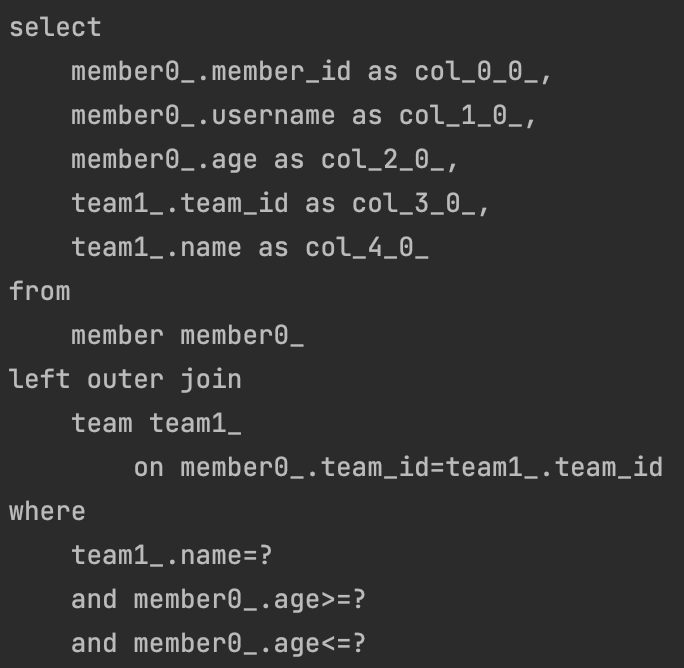 select
    member0_.member_id as col_0_0_,
    member0_.username as col_1_0_,
    member0_.age as col_2_0_,
    team1_.team_id as col_3_0_,
    team1_.name as col_4_0_
from
    member member0_
left outer join
    team team1_
        on member0_.team_id=team1_.team_id
where
    team1_.name=?
    and member0_.age>=?
    and member0_.age<=?